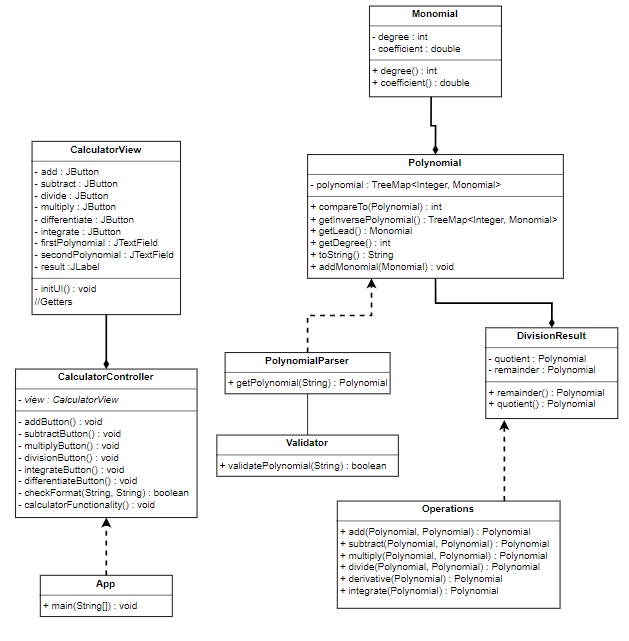 Monomial
- degree : int
- coefficient : double
+ degree() : int
+ coefficient() : double
CalculatorView
- add : JButton
- subtract : JButton
- divide : JButton
- multiply : JButton
- differentiate : JButton
- integrate : JButton
- firstPolynomial : JTextField
- secondPolynomial : JTextField
- result :JLabel
- initUI() : void
//Getters
Polynomial
- polynomial : TreeMap<Integer, Monomial>
+ compareTo(Polynomial) : int
+ getInversePolynomial() : TreeMap<Integer, Monomial>
+ getLead() : Monomial
+ getDegree() : int
+ toString() : String
+ addMonomial(Monomial) : void
DivisionResult
- quotient : Polynomial
- remainder : Polynomial
+ remainder() : Polynomial
+ quotient() : Polynomial
PolynomialParser
+ getPolynomial(String) : Polynomial
CalculatorController
- view : CalculatorView
- addButton() : void
- subtractButton() : void
- multiplyButton() : void
- divisionButton() : void
- integrateButton() : void
- differentiateButton() : void
- checkFormat(String, String) : boolean
- calculatorFunctionality() : void
Validator
+ validatePolynomial(String) : boolean
Operations
+ add(Polynomial, Polynomial) : Polynomial
+ subtract(Polynomial, Polynomial) : Polynomial
+ multiply(Polynomial, Polynomial) : Polynomial
+ divide(Polynomial, Polynomial) : Polynomial
+ derivative(Polynomial) : Polynomial
+ integrate(Polynomial) : Polynomial
App
+ main(String[]) : void